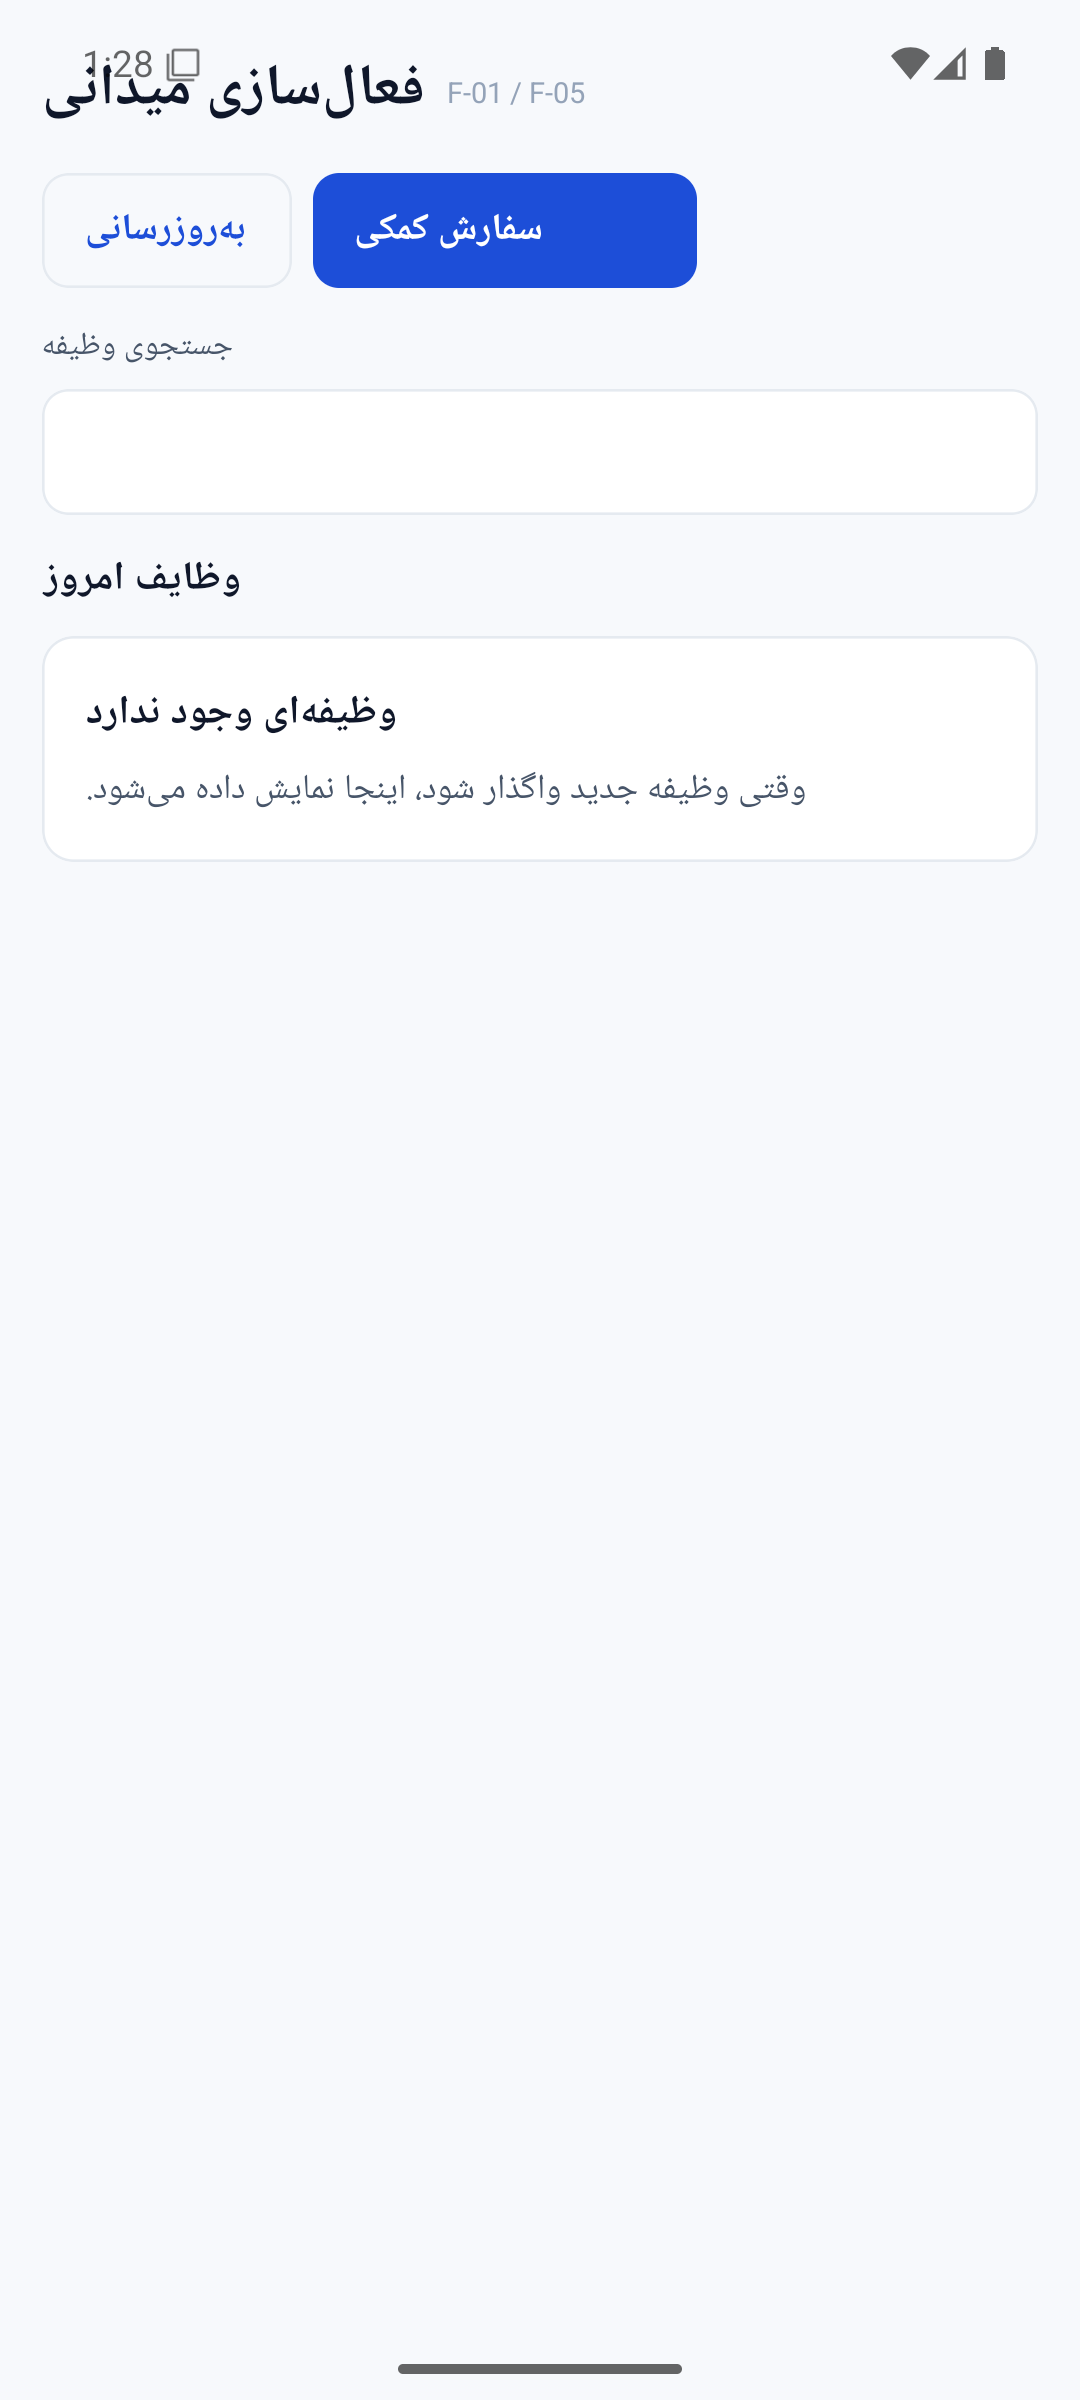 1:28
فعال‌سازی میدانی F-01 / F-05
به‌روزرسانی
سفارش کمکی
جستجوی وظیفه
وظایف امروز
وظیفه‌ای وجود ندارد
وقتی وظیفه جدید واگذار شود، اینجا نمایش داده می‌شود.